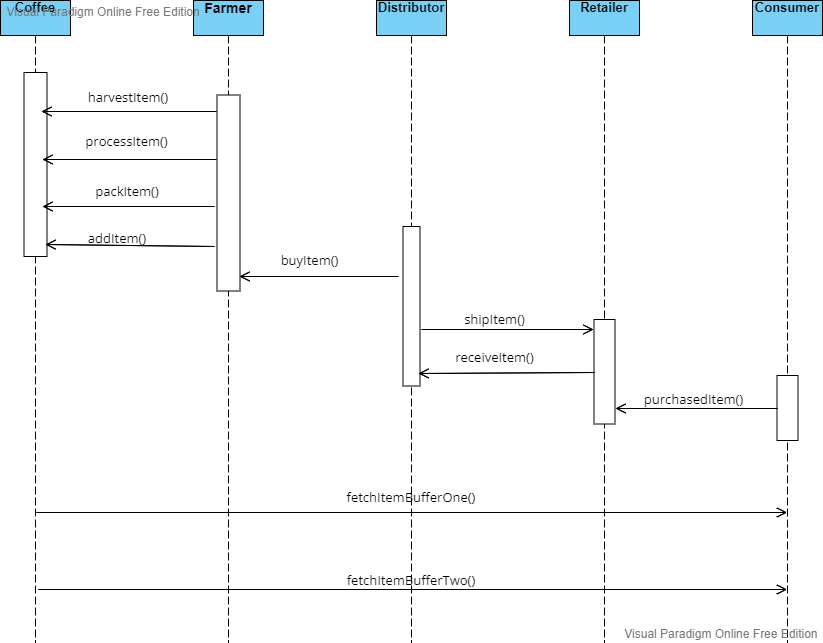 Coffee
Visual Paradigm Online Free Edition
Farmer
Distributor
Retailer
Consumer
harvestItem()
processItem()
packItem()
addItem()
buyItem()
shipItem()
receiveItem()
purchasedItem()
fetchItemBufferOne()
fetchItemBufferTwo()
Visual Paradigm Online Free Edition